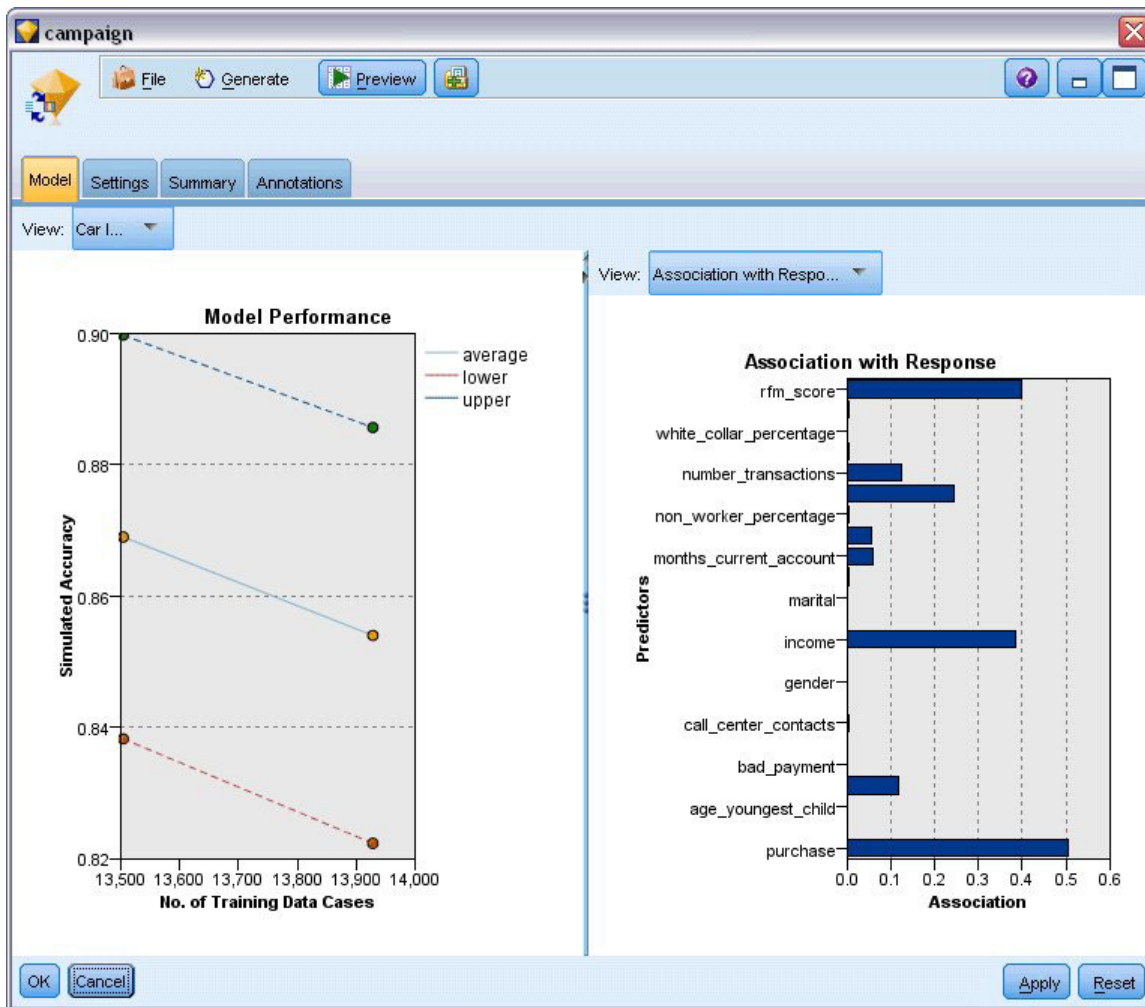 campaign
File Generate Preview
Model Settings Summary Annotations
View: Car l...
Model Performance
0.90
0.88
0.86
0.84
0.82
Simulated Accuracy
13,500 13,600 13,700 13,800 13,900 14,000
No. of Training Data Cases
average
lower
upper
View: Association with Respo...
Association with Response
Predictors
rfm_score
white_collar_percentage
number_transactions
non_worker_percentage
months_current_account
marital
income
gender
call_center_contacts
bad_payment
age_youngest_child
purchase
0.0 0.1 0.2 0.3 0.4 0.5 0.6
Association
OK Cancel Apply Reset